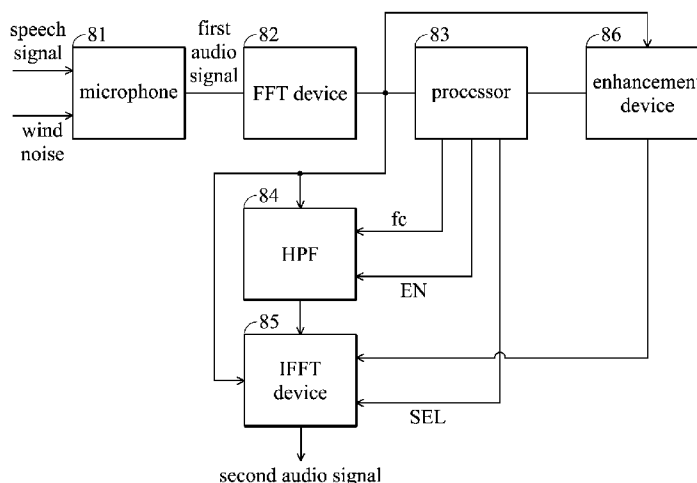 speech
signal
81
microphone
wind
noise
first
audio
signal
82
FFT device
83
processor
86
enhancement
device
84
HPF
fc
EN
85
IFFT
device
SEL
second audio signal